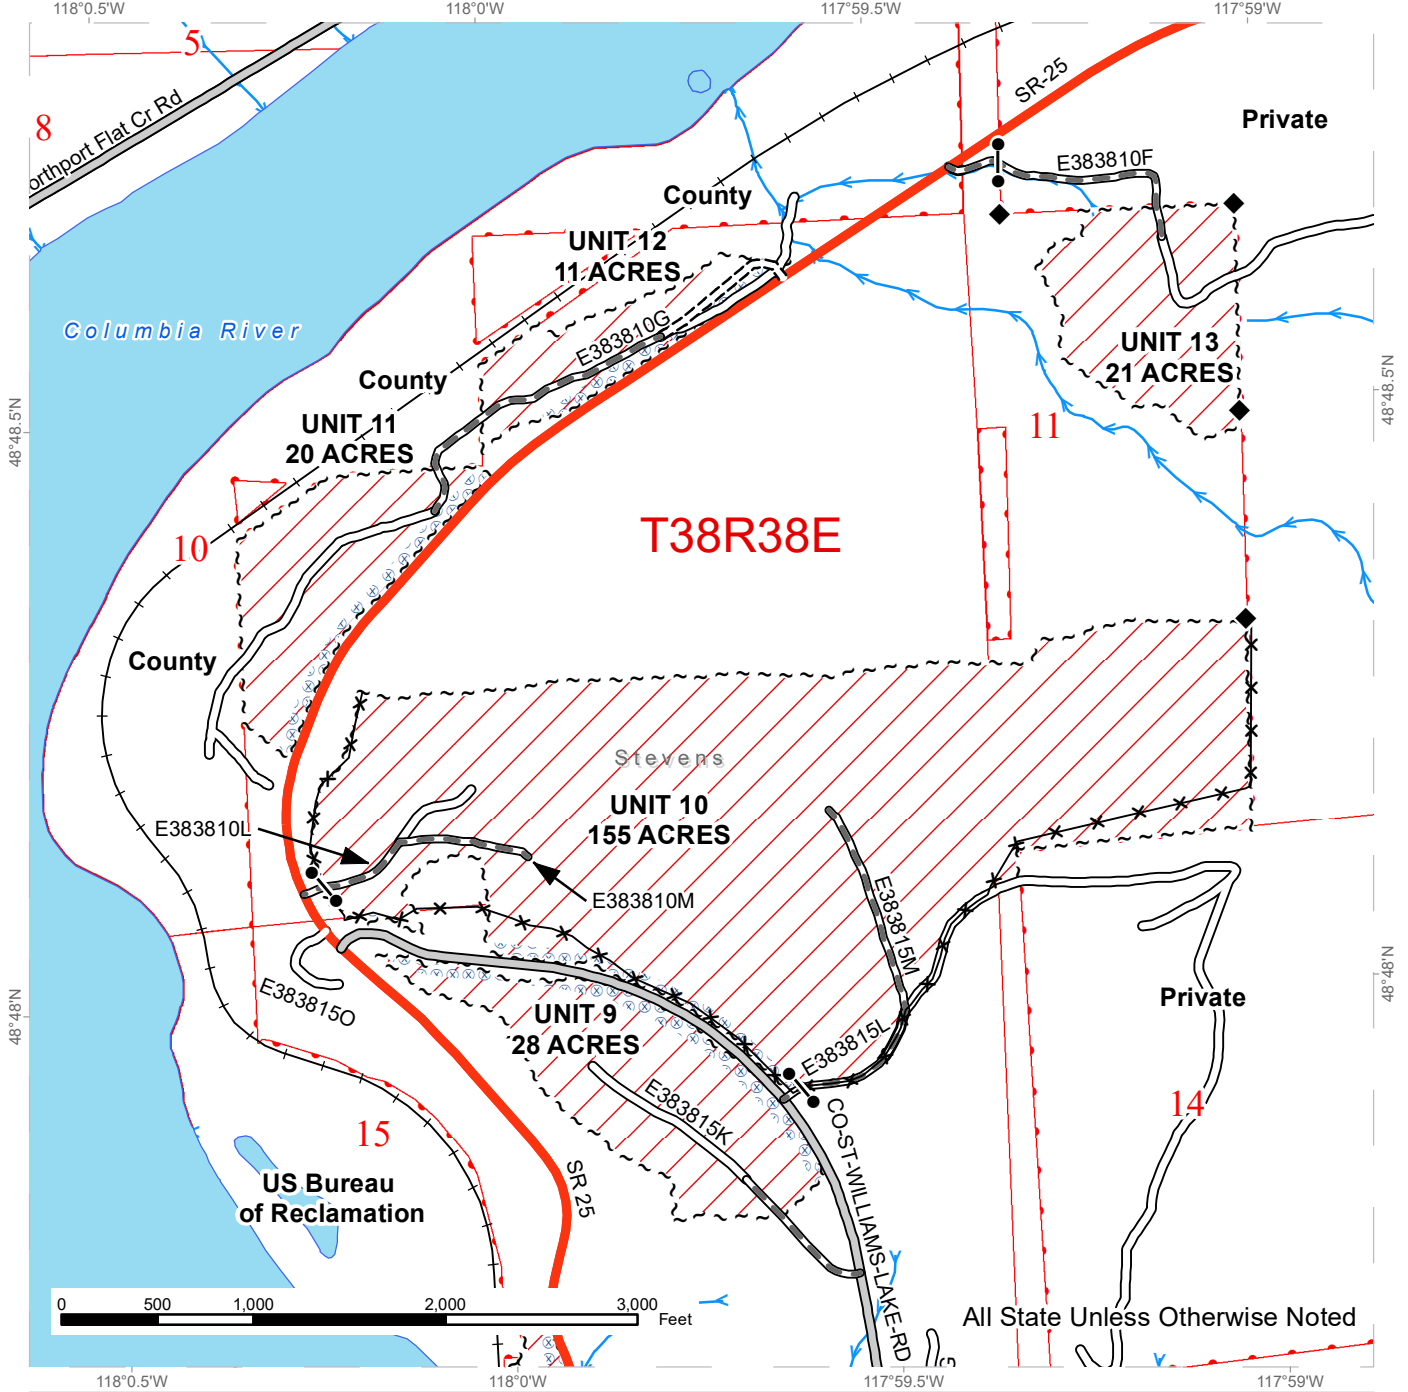 118°0.5'W
118°0'W
117°59.5'W
117°59'W
5
8
orthport Flat Cr Rd
SR-25
Private
E383810F
County
UNIT 12
11 ACRES
Columbia River
E383810G
UNIT 13
21 ACRES
County
48°48.5'N
48°48.5'N
UNIT 11
20 ACRES
11
10
T38R38E
County
Stevens
UNIT 10
155 ACRES
E383810L
E383810M
E383815M
E383815O
UNIT 9
28 ACRES
Private
48°48'N
48°48'N
E383815L
E383815K
CO-ST-WILLIAMS-LAKE-RD
14
15
US Bureau
of Reclamation
SR 25
0
500
1,000
2,000
3,000
Feet
All State Unless Otherwise Noted
118°0.5'W
118°0'W
117°59.5'W
117°59'W